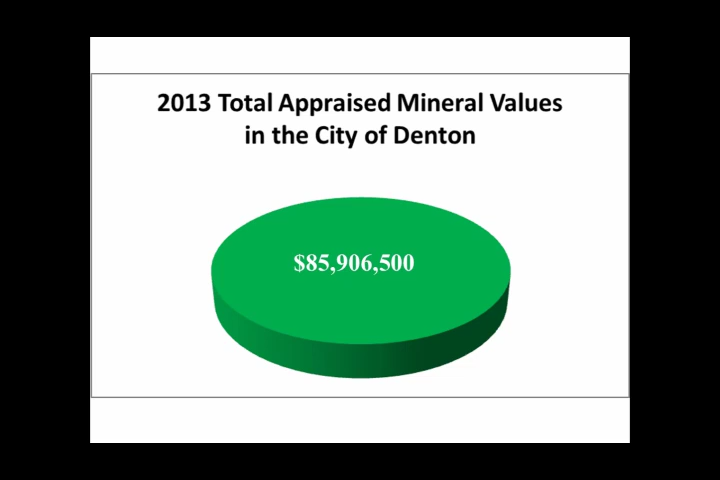 2013 Total Appraised Mineral Values
in the City of Denton
$85,906,500